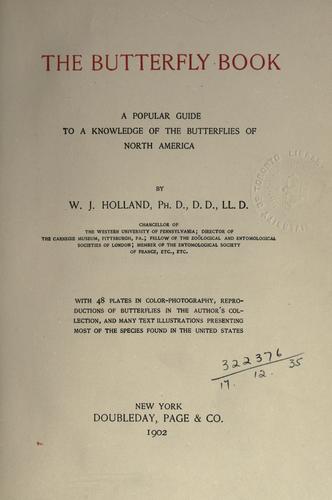 THE BUTTERFLY BOOK
A POPULAR GUIDE
TO A KNOWLEDGE OF THE BUTTERFLIES OF
NORTH AMERICA
BY
W. J. HOLLAND, PH. D., D. D., LL. D.
CHANCELLOR OF
THE WESTERN UNIVERSITY OF PENNSYLVANIA; DIRECTOR OF
THE CARNEGIE MUSEUM, PITTSBURGH, PA.; FELLOW OF THE ZOÖLOGICAL AND ENTOMOLOGICAL
SOCIETIES OF LONDON; MEMBER OF THE ENTOMOLOGICAL SOCIETY
OF FRANCE, ETC., ETC.
WITH 48 PLATES IN COLOR-PHOTOGRAPHY, REPRO-
DUCTIONS OF BUTTERFLIES IN THE AUTHOR'S COL-
LECTION, AND MANY TEXT ILLUSTRATIONS PRESENTING
MOST OF THE SPECIES FOUND IN THE UNITED STATES
322376
17. 12. 35
NEW YORK
DOUBLEDAY, PAGE & CO.
1902